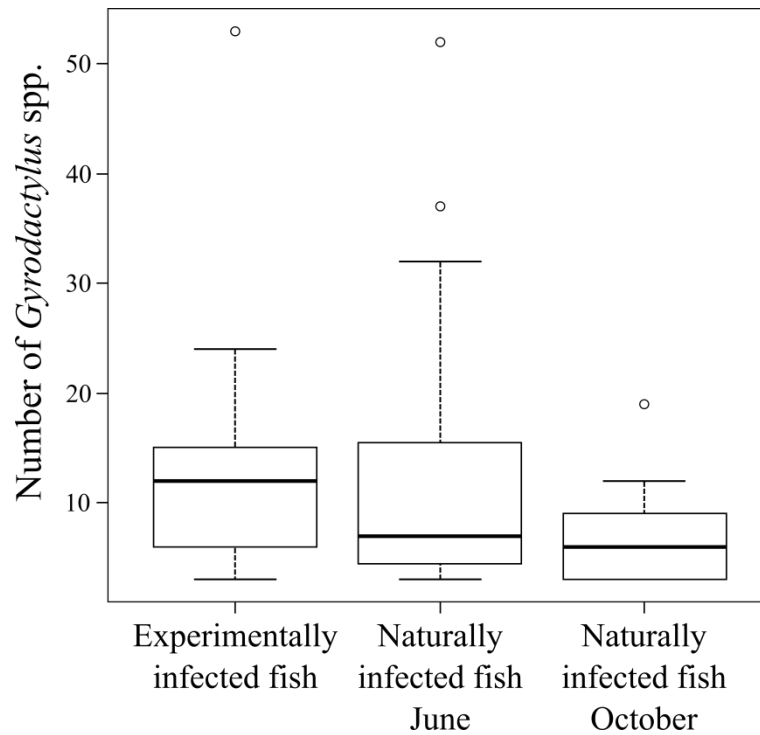 Number of Gyrodactylus spp.
50
40
30
20
10
Experimentally
infected fish
Naturally
infected fish
June
Naturally
infected fish
October